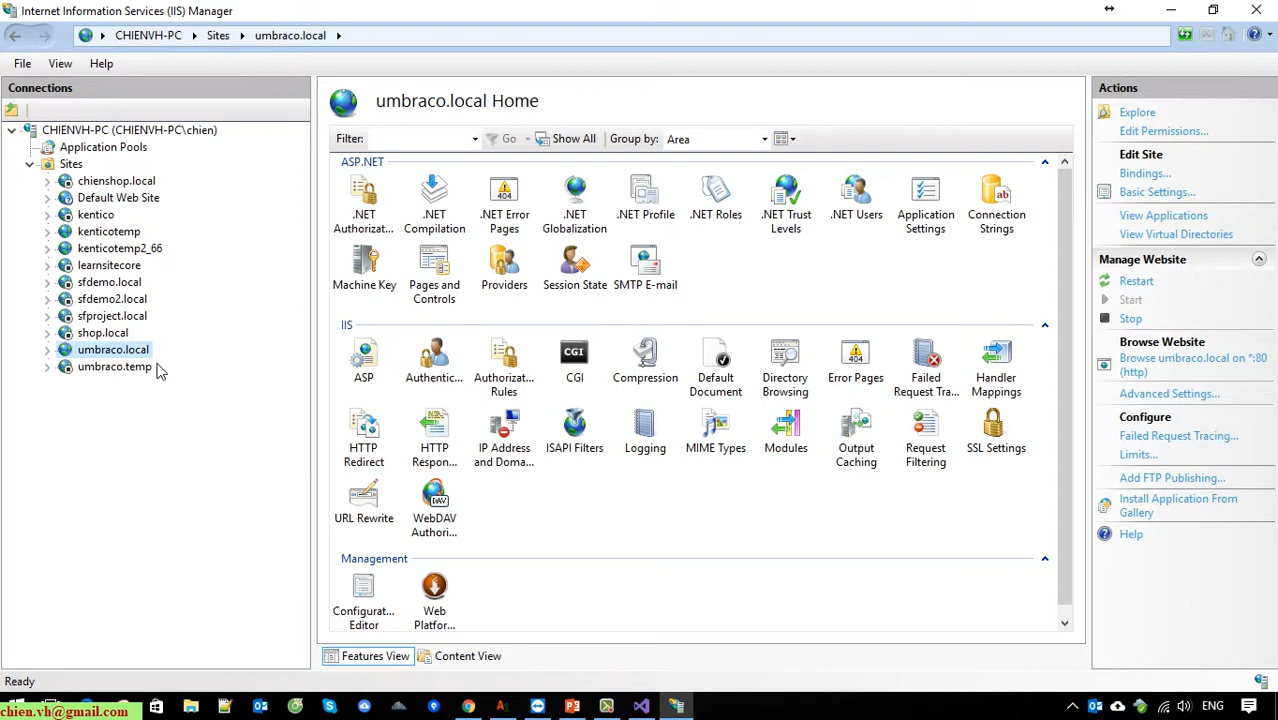 Internet Information Services (IIS) Manager
CHIENVH-PC
Sites
umbraco.local
File
View
Help
Connections
CHIENVH-PC (CHIENVH-PC\chien)
Application Pools
Sites
chienshop.local
Default Web Site
kentico
kenticotemp
kenticotemp2_66
learnsitecore
sfdemo.local
sfdemo2.local
sfproject.local
shop.local
umbraco.local
umbraco.temp
umbraco.local Home
Filter:
Go
Show All
Group by:
Area
ASP.NET
.NET Authorizat...
.NET Compilation
.NET Error Pages
.NET Globalization
.NET Profile
.NET Roles
.NET Trust Levels
.NET Users
Application Settings
Connection Strings
Machine Key
Pages and Controls
Providers
Session State
SMTP E-mail
IIS
ASP
Authentic...
Authorizat... Rules
CGI
Compression
Default Document
Directory Browsing
Error Pages
Failed Request Tra...
Handler Mappings
HTTP Redirect
HTTP Respon...
IP Address and Doma...
ISAPI Filters
Logging
MIME Types
Modules
Output Caching
Request Filtering
SSL Settings
URL Rewrite
WebDAV Authori...
Management
Configurat... Editor
Web Platfor...
Features View
Content View
Actions
Explore
Edit Permissions...
Edit Site
Bindings...
Basic Settings...
View Applications
View Virtual Directories
Manage Website
Restart
Start
Stop
Browse Website
Browse umbraco.local on *:80
(http)
Advanced Settings...
Configure
Failed Request Tracing...
Limits...
Add FTP Publishing...
Install Application From
Gallery
Help
Ready
chien.vh@gmail.com
ENG